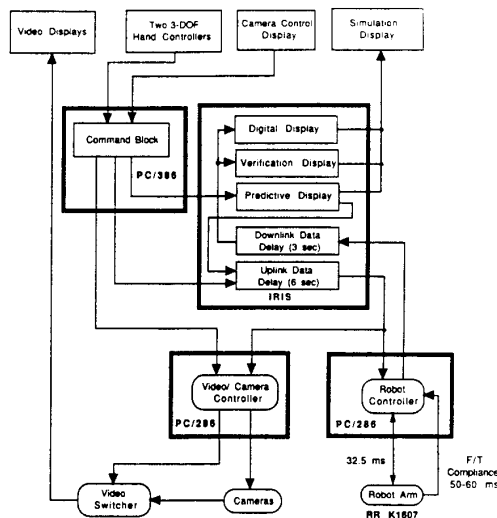 Video Displays
Two 3-DOF
Hand Controllers
Camera Control
Display
Simulation
Display
Command Block
PC/386
Digital Display
Verification Display
Predictive Display
Downlink Data
Delay (3 sec)
Uplink Data
Delay (6 sec)
IRIS
Video/ Camera
Controller
PC/286
Robot
Controller
PC/286
32.5 ms
F/T
Compliance
50-60 ms
Video
Switcher
Cameras
Robot Arm
RR K1607